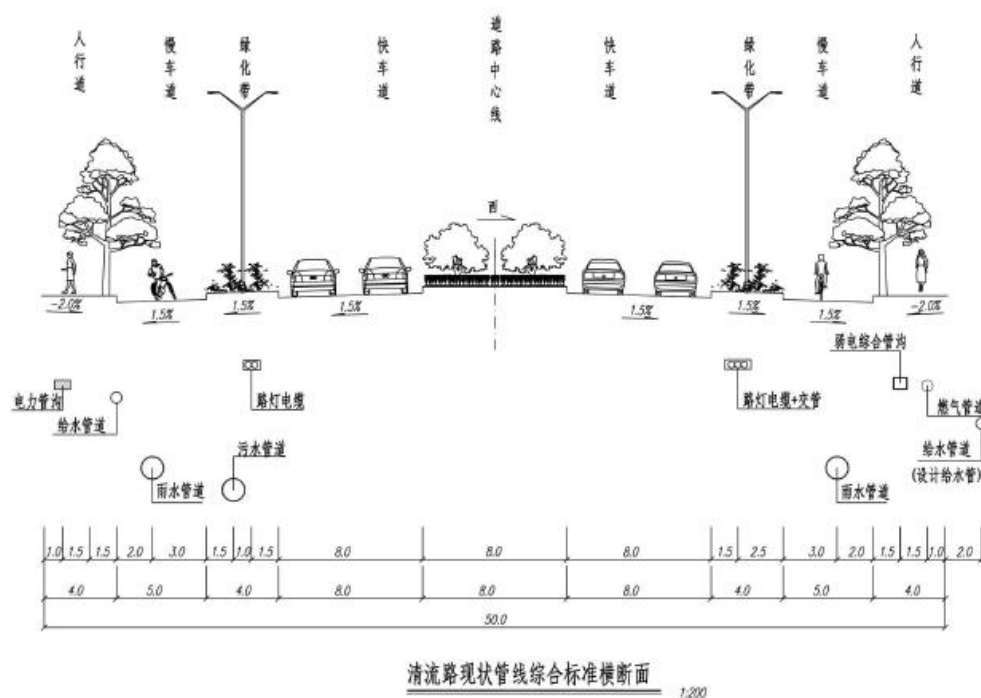 人行道
慢车道
绿化带
快车道
道路中心线
快车道
绿化带
慢车道
人行道
西
-2.0%
1.5%
1.5%
1.5%
1.5%
1.5%
1.5%
-2.0%
弱电综合管沟
电力管沟
给水管道
路灯电缆
路灯电缆+交管
燃气管道
污水管道
给水管道
(设计给水管)
雨水管道
雨水管道
1.0 1.5 1.5 2.0 3.0 1.5 1.0 1.5 8.0 8.0 8.0 1.5 2.5 3.0 2.0 1.5 1.5 1.0 2.0
4.0 5.0 4.0 8.0 8.0 8.0 4.0 5.0 4.0
50.0
清流路现状管线综合标准横断面
1:200